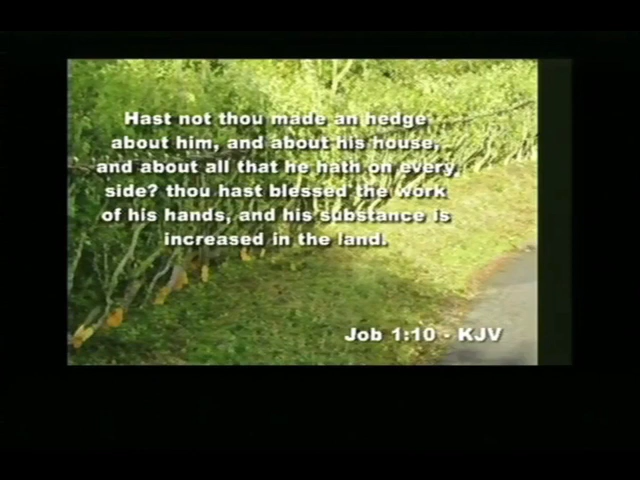 Hast not thou made an hedge
about him, and about his house,
and about all that he hath on every
side? thou hast blessed the work
of his hands, and his substance is
increased in the land.
Job 1:10 - KJV